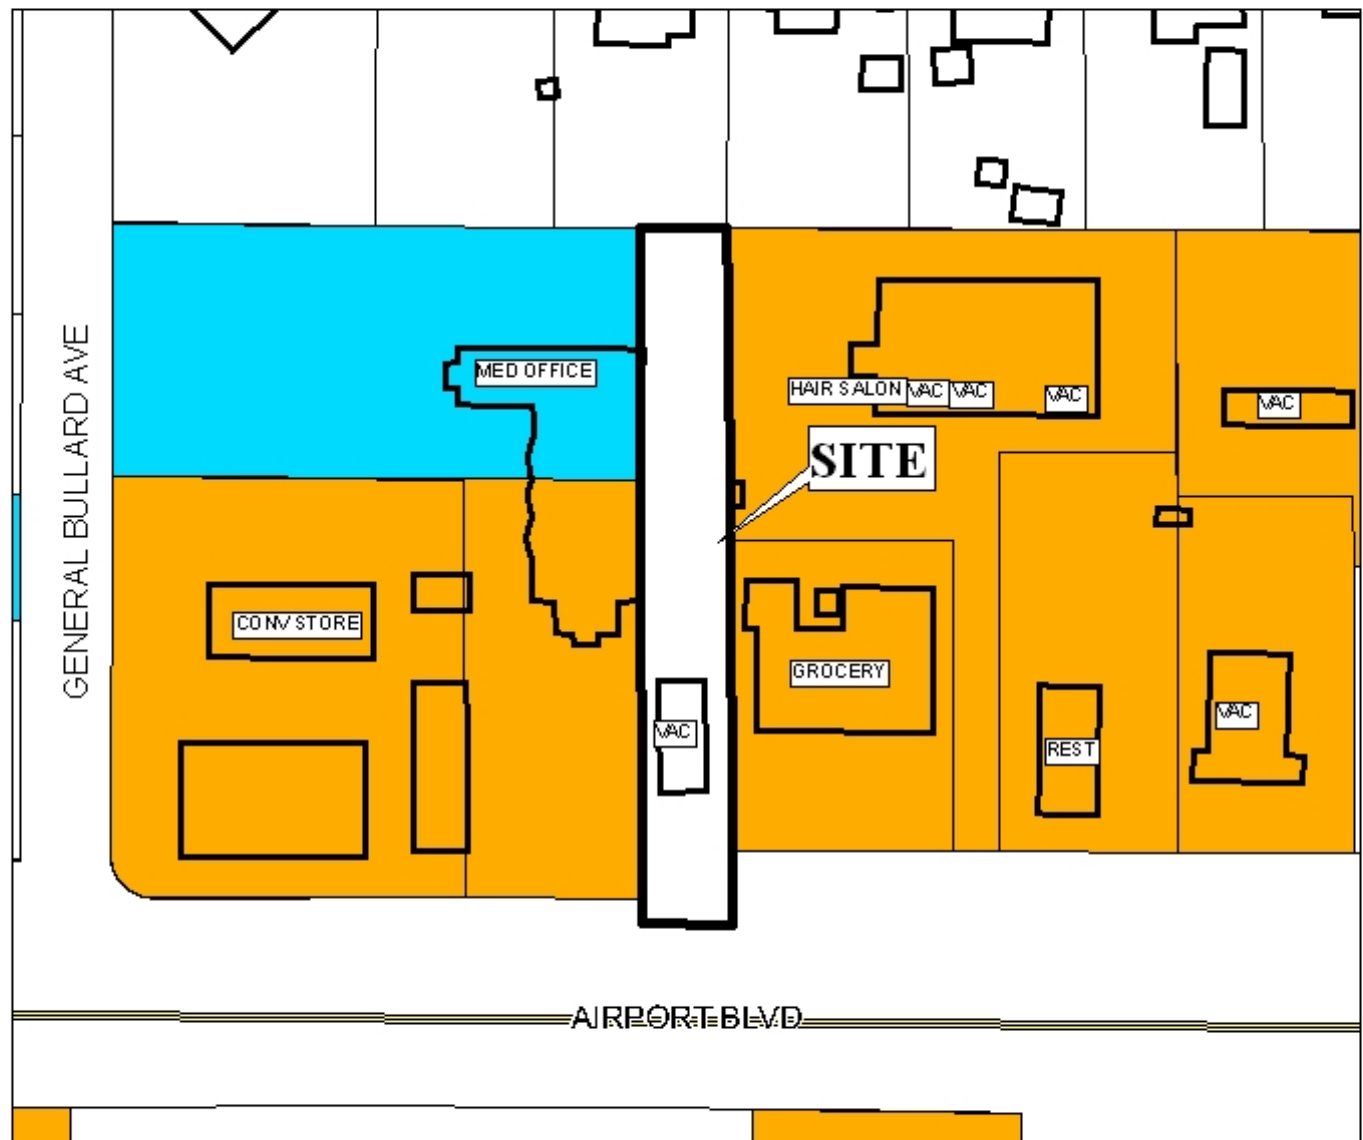 GENERAL BULLARD AVE
MED OFFICE
HAIR SALON
VAC
VAC
VAC
VAC
SITE
CONV STORE
GROCERY
VAC
VAC
REST
AIRPORT BLVD